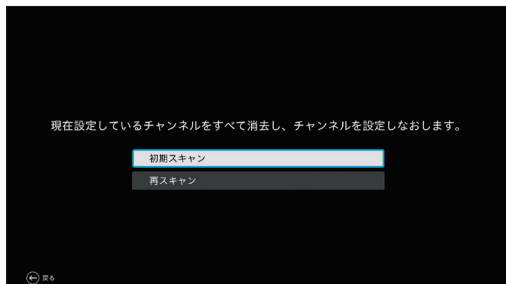 現在設定しているチャンネルをすべて消去し、チャンネルを設定しなおします。
初期スキャン
再スキャン
戻る